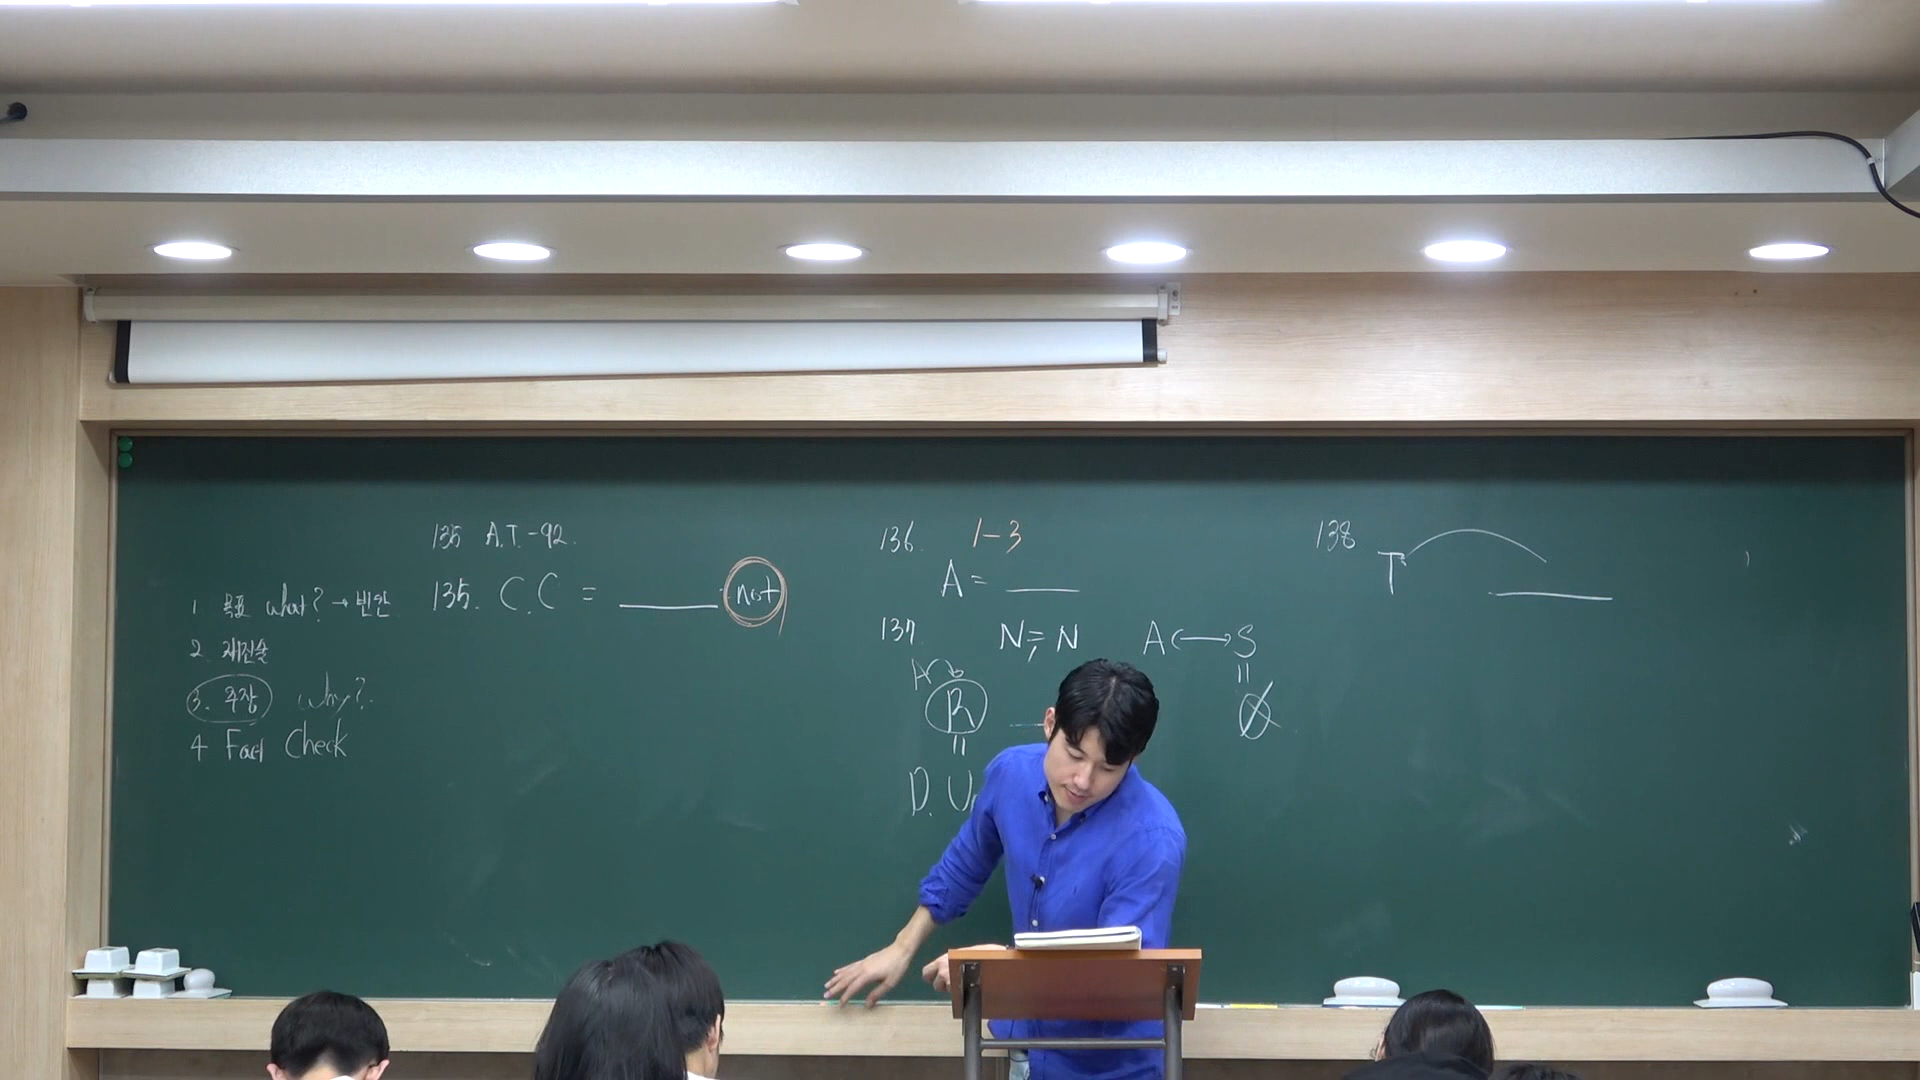 1 목표 what? → 빈칸
2. 재진술
3. 주장 why?
4 Fact Check
135 A.T. -92.
135. C.C = ____ not
136. 1-3
A = ____
137 N = N A ↔ S
A
R
=
D. U
138
T ____